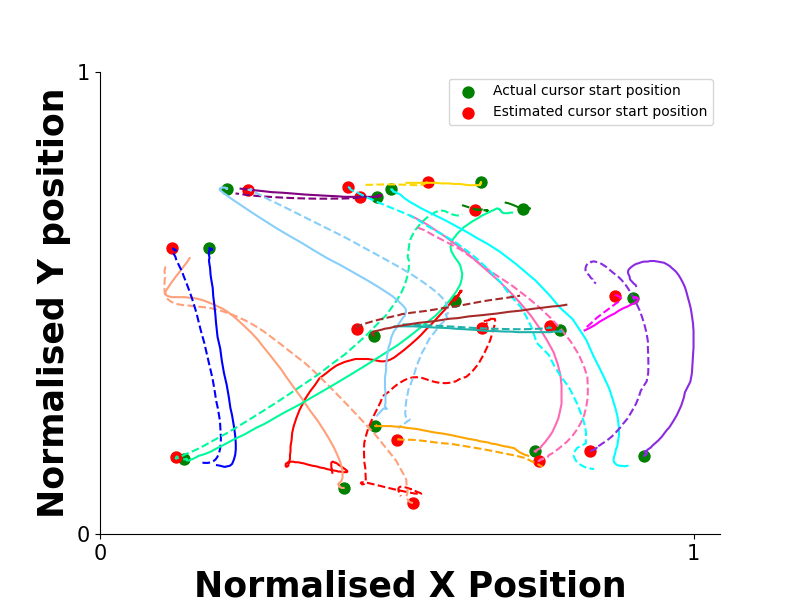 1
Actual cursor start position
Estimated cursor start position
Normalised Y position
0
0
1
Normalised X Position